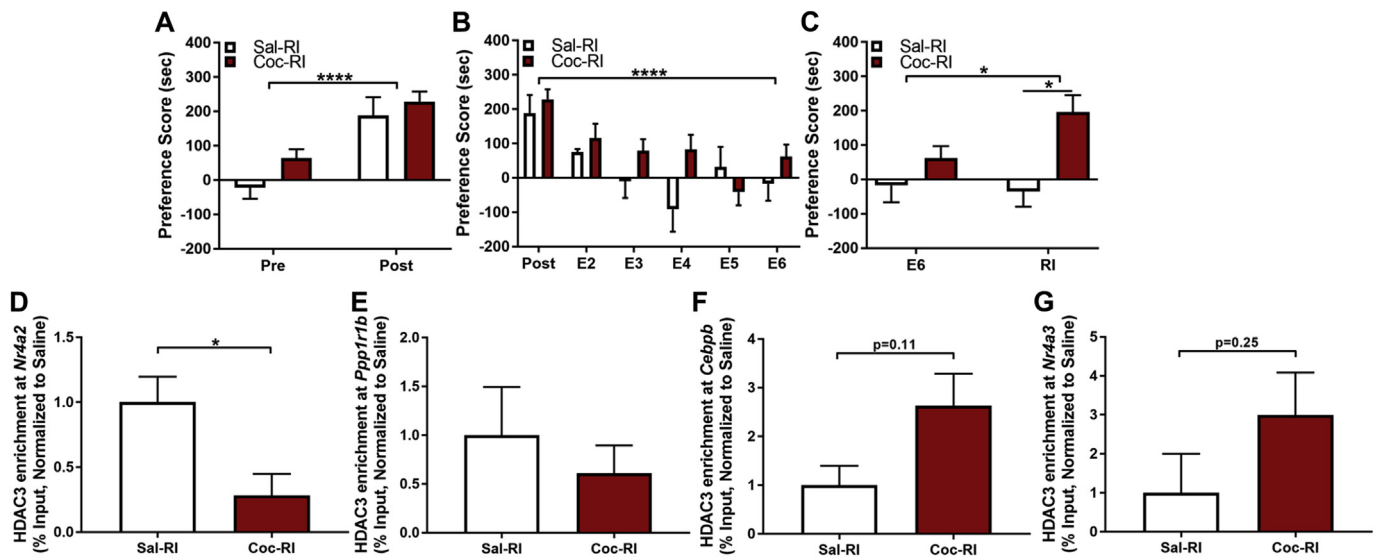 A
Sal-RI
Coc-RI
****
Preference Score (sec)
400
300
200
100
0
-100
-200
Pre
Post
B
Sal-RI
Coc-RI
****
Preference Score (sec)
400
300
200
100
0
-100
-200
Post
E2
E3
E4
E5
E6
C
Sal-RI
Coc-RI
*
*
Preference Score (sec)
400
300
200
100
0
-100
-200
E6
RI
D
HDAC3 enrichment at Nr4a2
(% Input, Normalized to Saline)
1.5
1.0
0.5
0.0
*
Sal-RI
Coc-RI
E
HDAC3 enrichment at Ppp1r1b
(% Input, Normalized to Saline)
2.0
1.5
1.0
0.5
0.0
Sal-RI
Coc-RI
F
HDAC3 enrichment at Cebpb
(% Input, Normalized to Saline)
4
3
2
1
0
p=0.11
Sal-RI
Coc-RI
G
HDAC3 enrichment at Nr4a3
(% Input, Normalized to Saline)
5
4
3
2
1
0
p=0.25
Sal-RI
Coc-RI